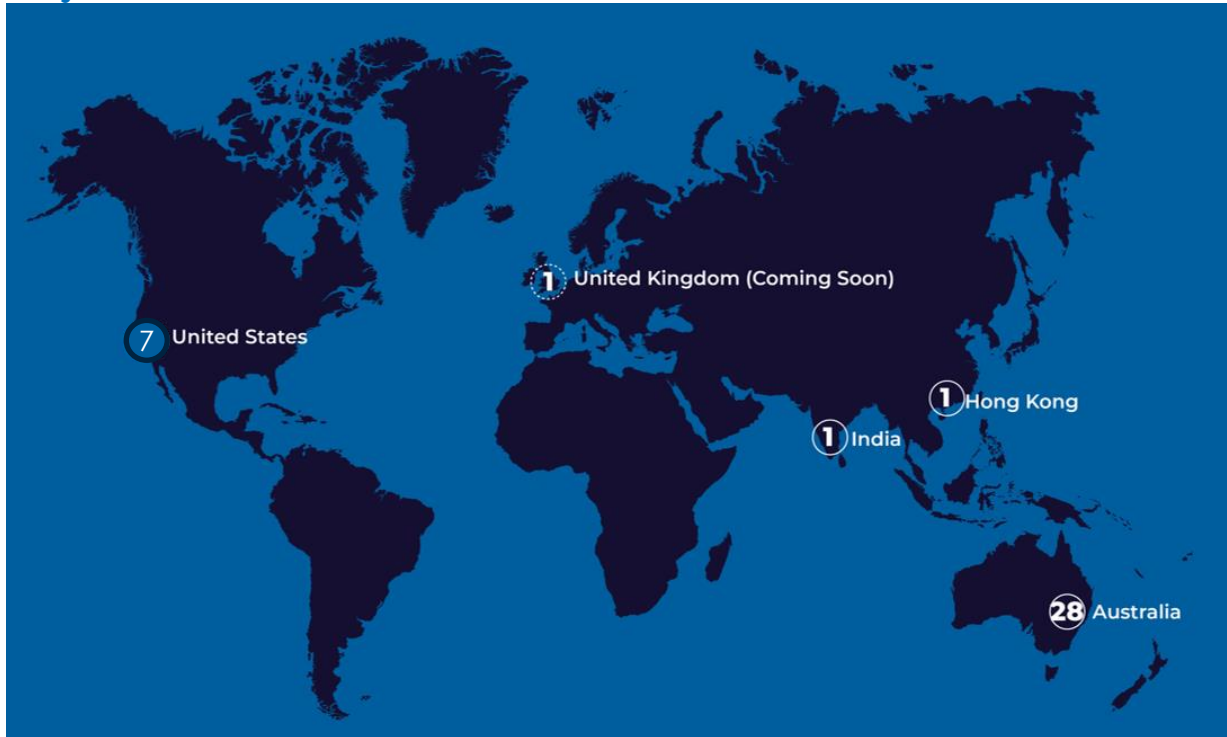 1 United Kingdom (Coming Soon)
7 United States
1 Hong Kong
1 India
28 Australia